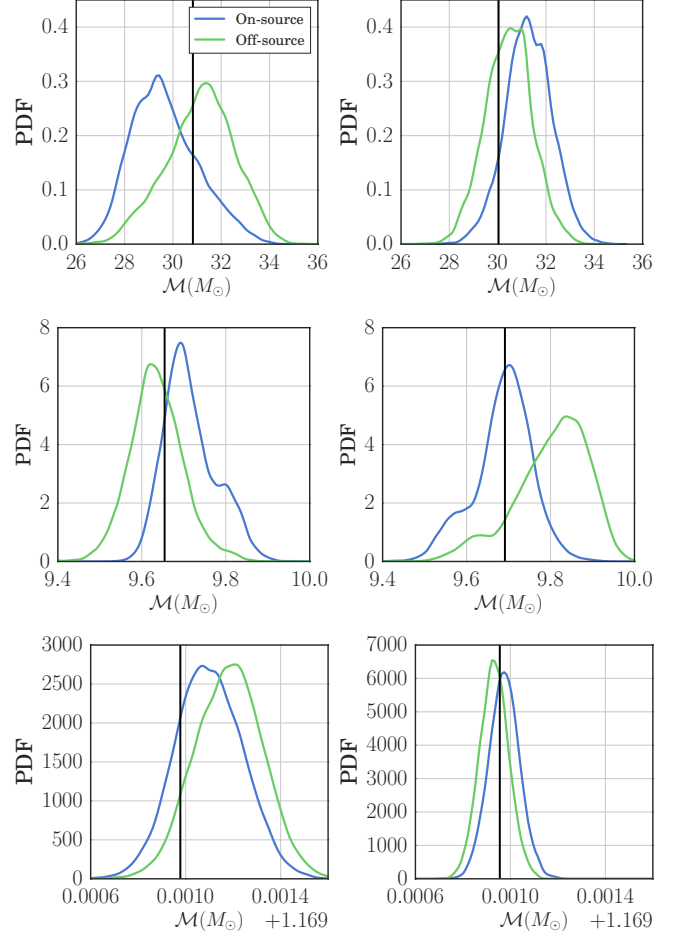 On-source
Off-source
PDF
0.4
0.3
0.2
0.1
0.0
26 28 30 32 34 36
ℳ(M⊙)
PDF
0.4
0.3
0.2
0.1
0.0
26 28 30 32 34 36
ℳ(M⊙)
PDF
8
6
4
2
0
9.4 9.6 9.8 10.0
ℳ(M⊙)
PDF
8
6
4
2
0
9.4 9.6 9.8 10.0
ℳ(M⊙)
PDF
3000
2500
2000
1500
1000
500
0
0.0006 0.0010 0.0014
ℳ(M⊙) +1.169
PDF
7000
6000
5000
4000
3000
2000
1000
0
0.0006 0.0010 0.0014
ℳ(M⊙) +1.169